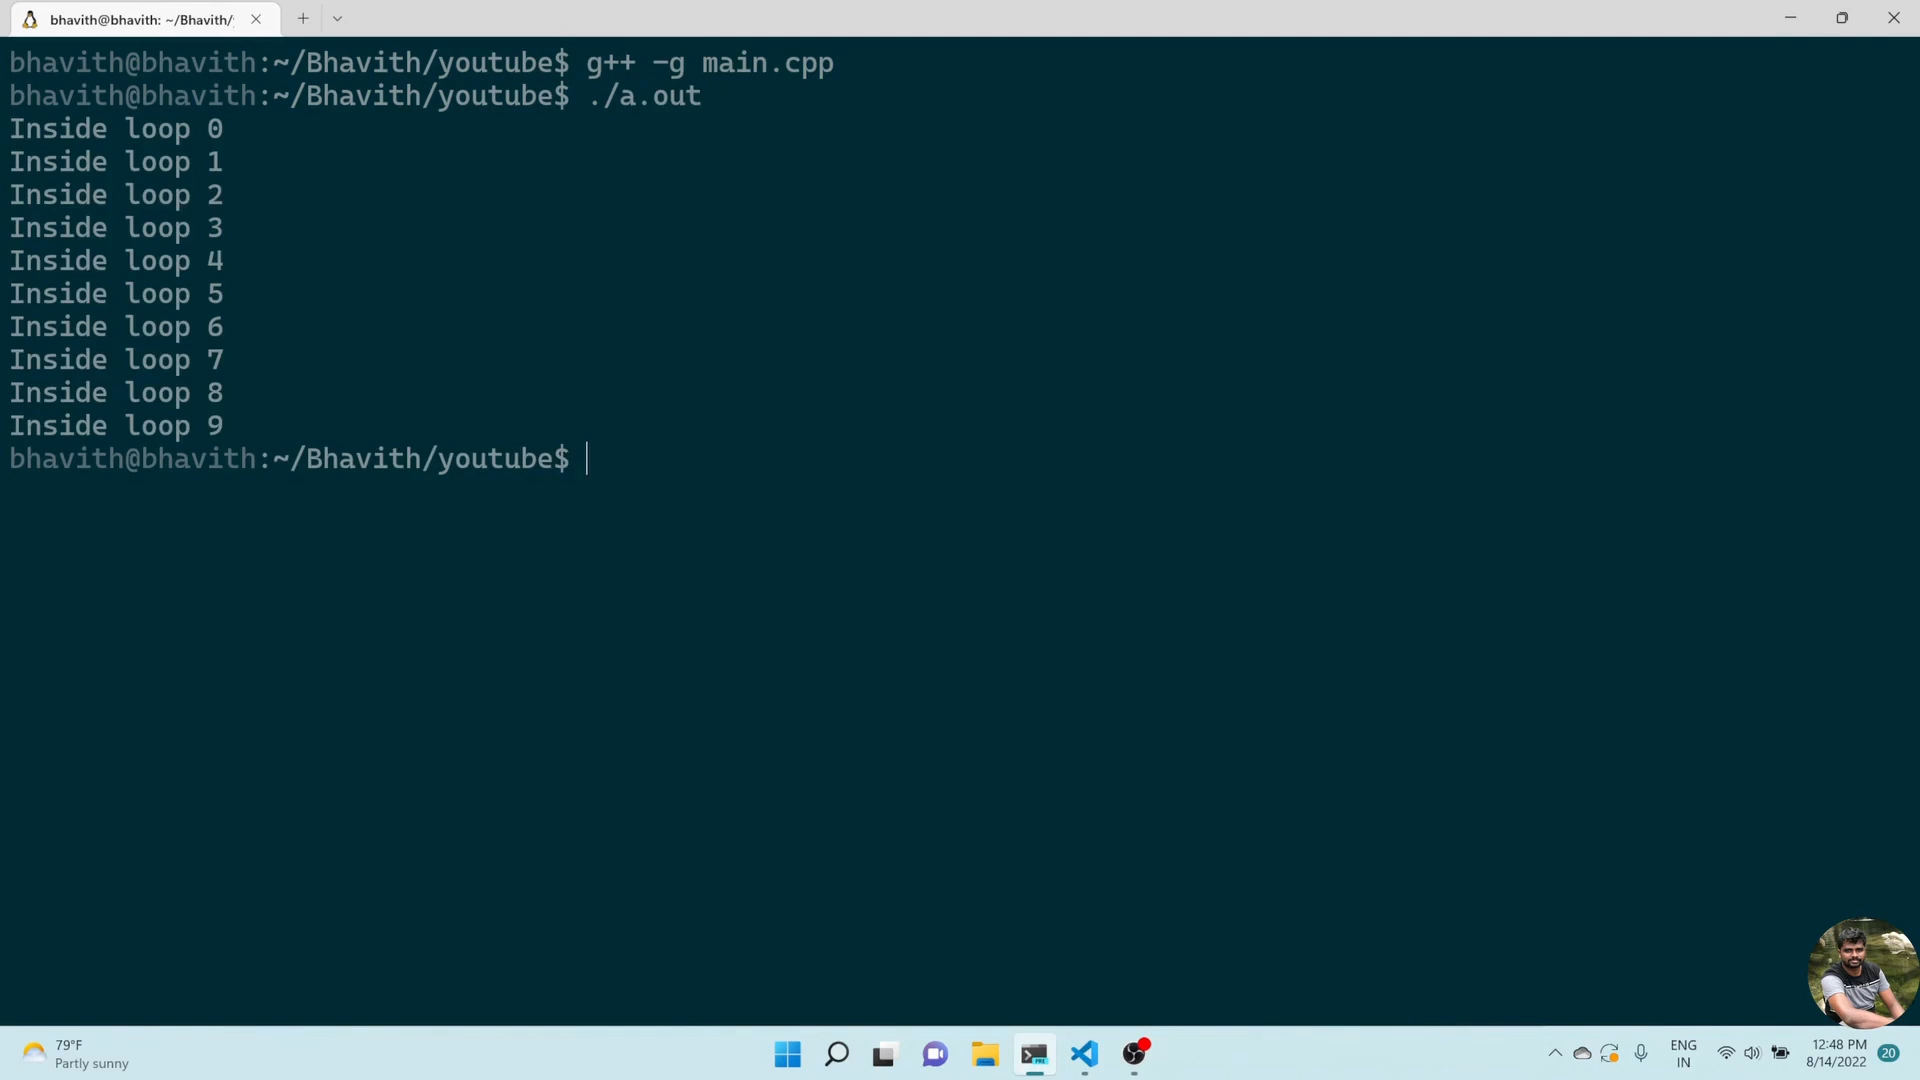 bhavith@bhavith: ~/Bhavith/
bhavith@bhavith:~/Bhavith/youtube$ g++ -g main.cpp
bhavith@bhavith:~/Bhavith/youtube$ ./a.out
Inside loop 0
Inside loop 1
Inside loop 2
Inside loop 3
Inside loop 4
Inside loop 5
Inside loop 6
Inside loop 7
Inside loop 8
Inside loop 9
bhavith@bhavith:~/Bhavith/youtube$
79°F
Partly sunny
PRE
ENG
IN
12:48 PM
8/14/2022
20